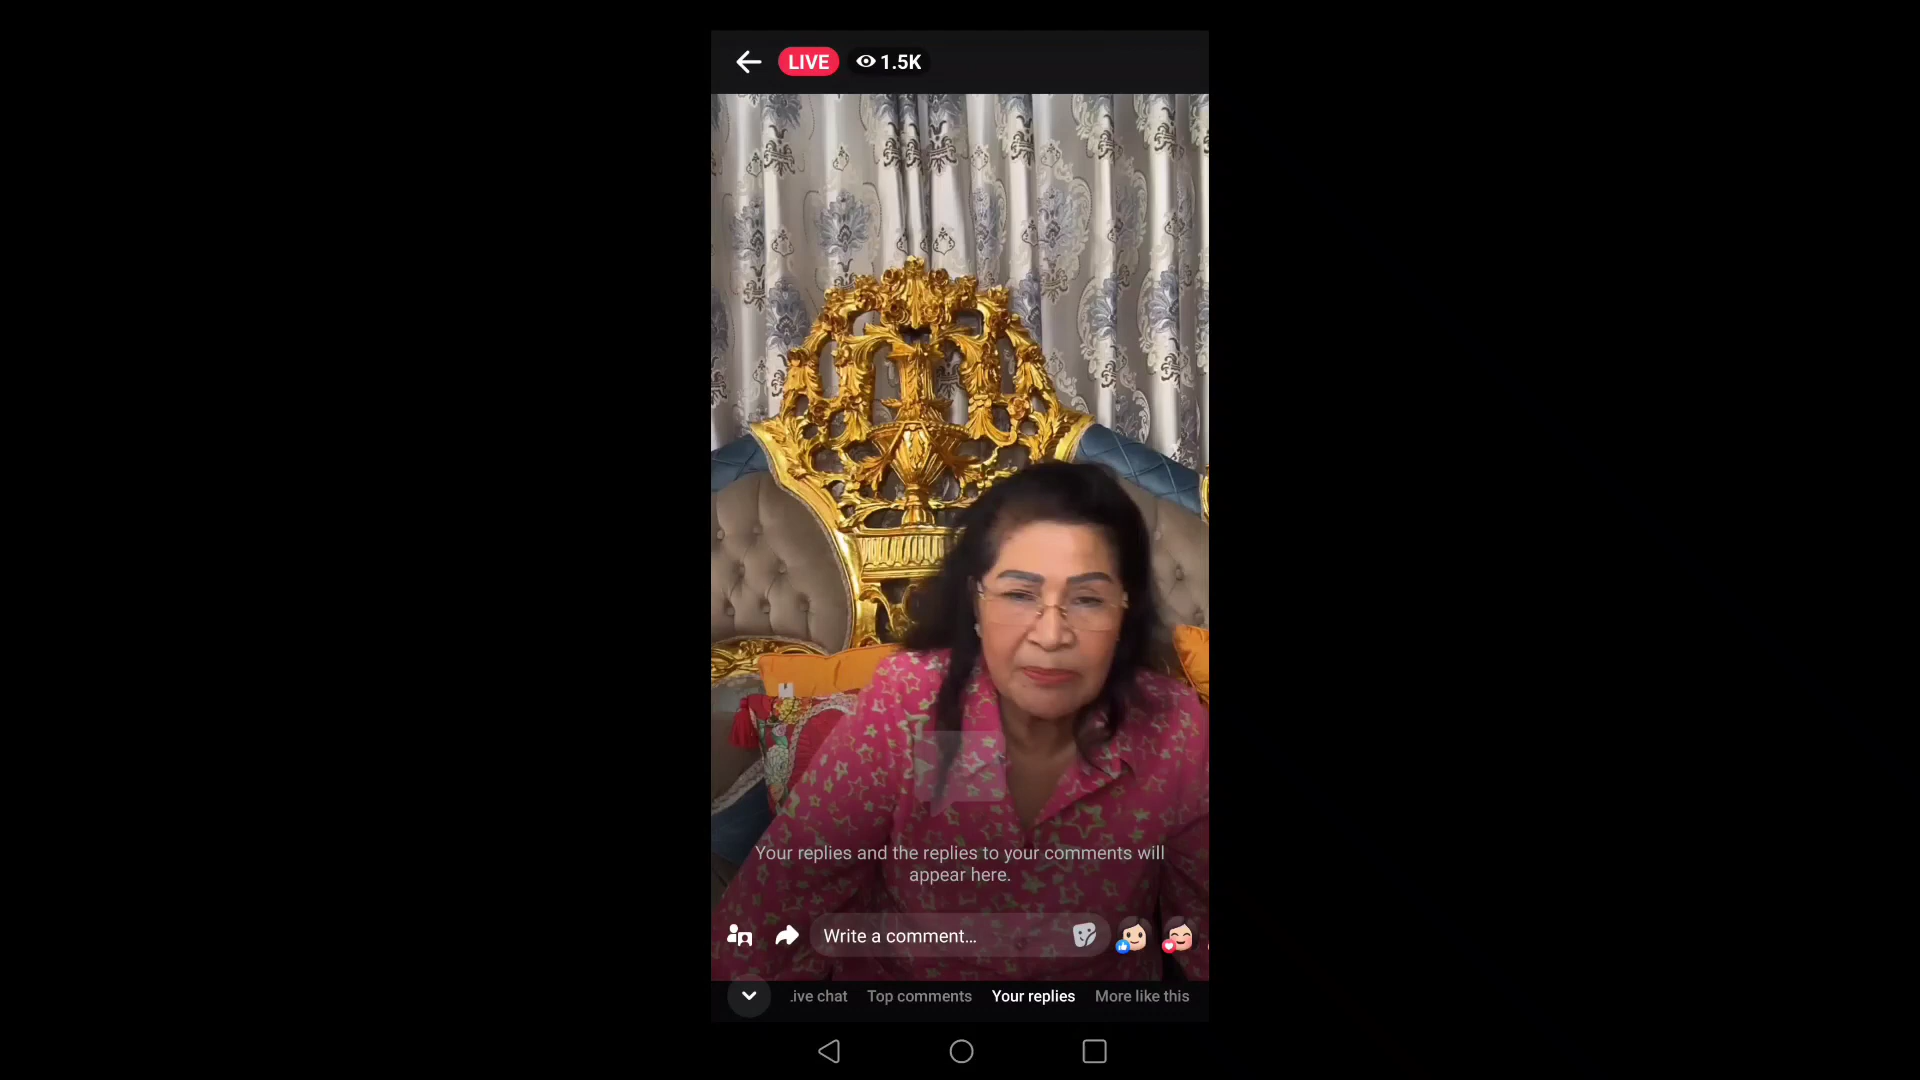 LIVE 1.5K
Your replies and the replies to your comments will
appear here.
Write a comment...
ive chat Top comments Your replies More like this